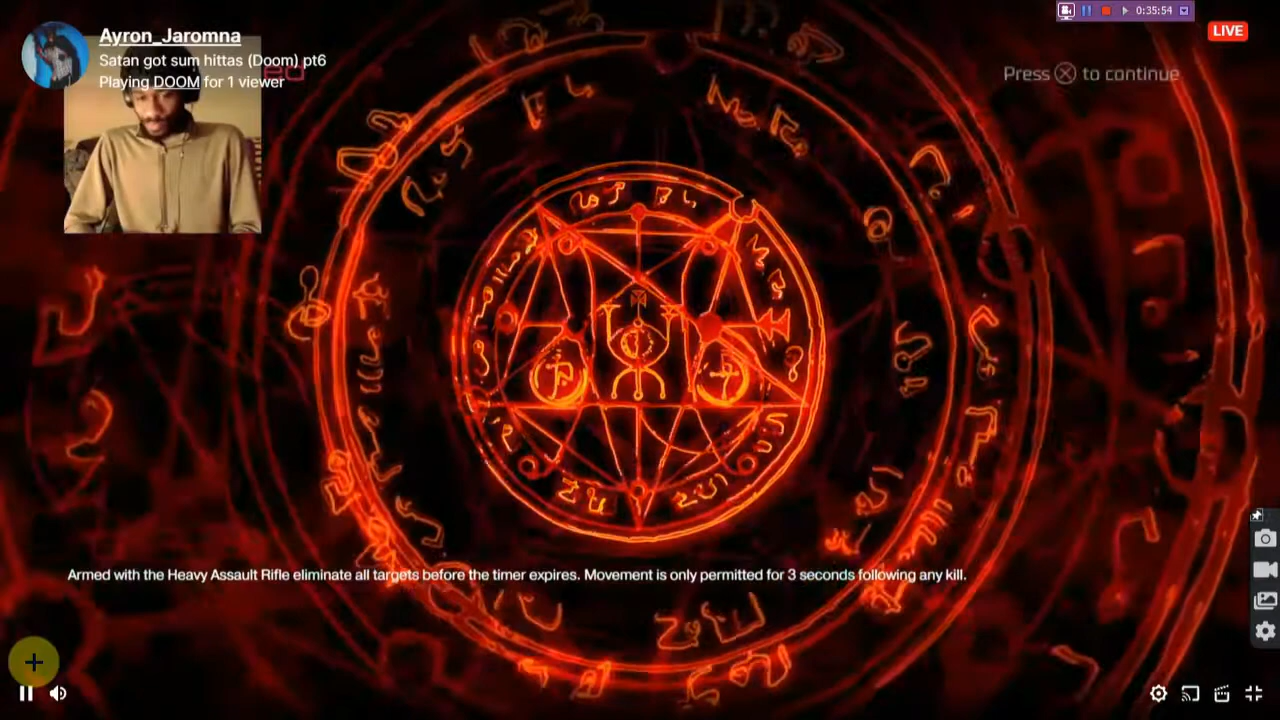 0:35:54
LIVE
Ayron_Jaromna
Satan got sum hittas (Doom) pt6
Playing DOOM for 1 viewer
Press ⓧ to continue
Armed with the Heavy Assault Rifle eliminate all targets before the timer expires. Movement is only permitted for 3 seconds following any kill.